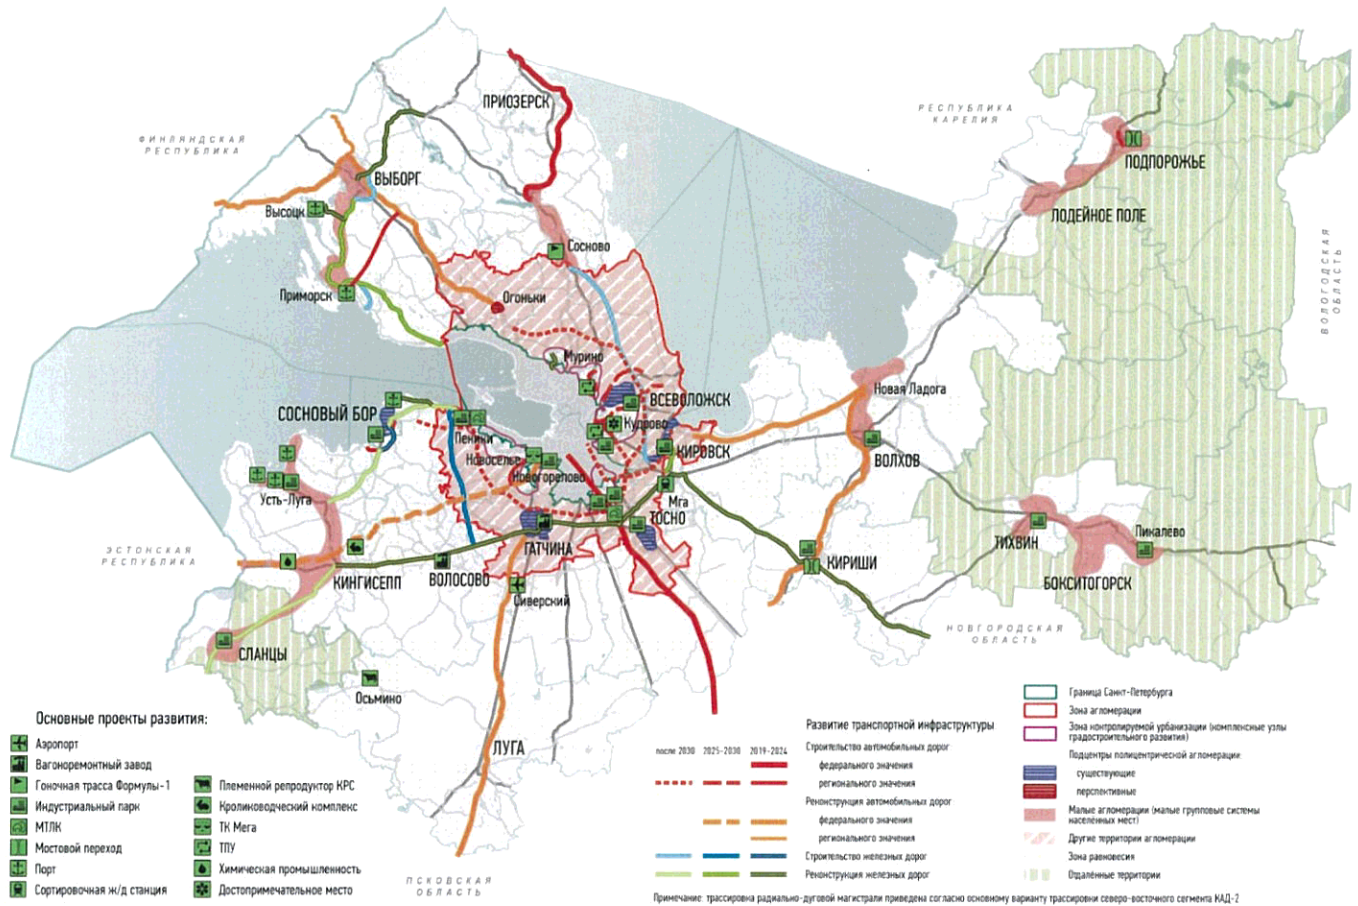 ПРИОЗЕРСК
РЕСПУБЛИКА
КАРЕЛИЯ
ФИНЛЯНДСКАЯ
РЕСПУБЛИКА
ПОДПОРОЖЬЕ
ВЫБОРГ
Высоцк
ЛОДЕЙНОЕ ПОЛЕ
Сосново
ВОЛОГОДСКАЯ
ОБЛАСТЬ
Приморск
Огоньки
Мурино
Новая Ладога
ВСЕВОЛОЖСК
СОСНОВЫЙ БОР
Кудрово
Пеники
КИРОВСК
Новоселье
ВОЛХОВ
Новогорелово
Усть-Луга
Мга
ТОСНО
Пикалёво
ТИХВИН
ЭСТОНСКАЯ
РЕСПУБЛИКА
ГАТЧИНА
КИРИШИ
КИНГИСЕПП
ВОЛОСОВО
БОКСИТОГОРСК
Сиверский
НОВГОРОДСКАЯ
ОБЛАСТЬ
СЛАНЦЫ
Осьмино
ЛУГА
ПСКОВСКАЯ
ОБЛАСТЬ
Основные проекты развития:
Аэропорт
Вагоноремонтный завод
Гоночная трасса Формулы-1
Индустриальный парк
МТЛК
Мостовой переход
Порт
Сортировочная ж/д станция
Племенной репродуктор КРС
Кролиководческий комплекс
ТК Мега
ТПУ
Химическая промышленность
Достопримечательное место
Развитие транспортной инфраструктуры
после 2030 2025-2030 2019-2024
Строительство автомобильных дорог
федерального значения
регионального значения
Реконструкция автомобильных дорог
федерального значения
регионального значения
Строительство железных дорог
Реконструкция железных дорог
Граница Санкт-Петербурга
Зона агломерации
Зона контролируемой урбанизации (комплексные узлы
градостроительного развития)
Подцентры полицентрической агломерации:
существующие
перспективные
Малые агломерации (малые групповые системы
населённых мест)
Другие территории агломерации
Зона равновесия
Отдалённые территории
Примечание: трассировка радиально-дуговой магистрали приведена согласно основному варианту трассировки северо-восточного сегмента КАД-2